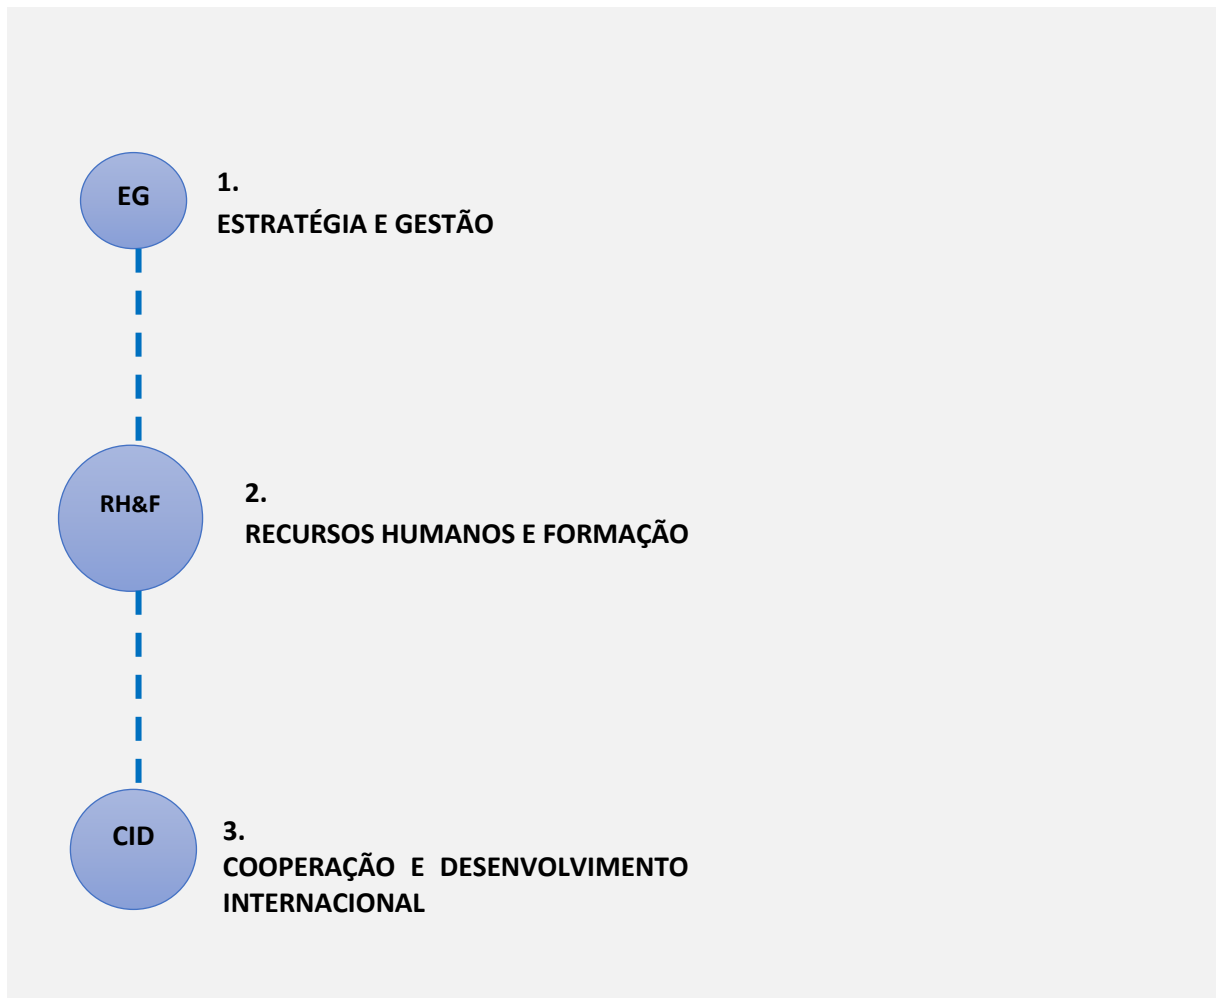 EG
1.
ESTRATÉGIA E GESTÃO
RH&F
2.
RECURSOS HUMANOS E FORMAÇÃO
CID
3.
COOPERAÇÃO E DESENVOLVIMENTO
INTERNACIONAL